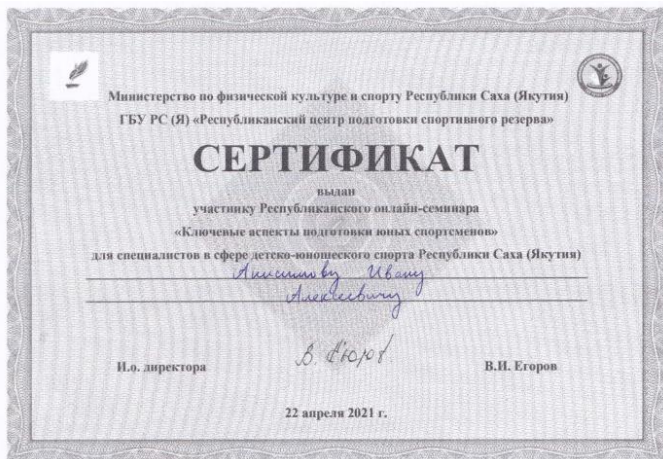 Министерство по физической культуре и спорту Республики Саха (Якутия)
ГБУ РС (Я) «Республиканский центр подготовки спортивного резерва»
СЕРТИФИКАТ
выдан
участнику Республиканского онлайн-семинара
«Ключевые аспекты подготовки юных спортсменов»
для специалистов в сфере детско-юношеского спорта Республики Саха (Якутия)
Анисимову Ивану
Алексеевичу
И.о. директора
В.И. Егоров
22 апреля 2021 г.